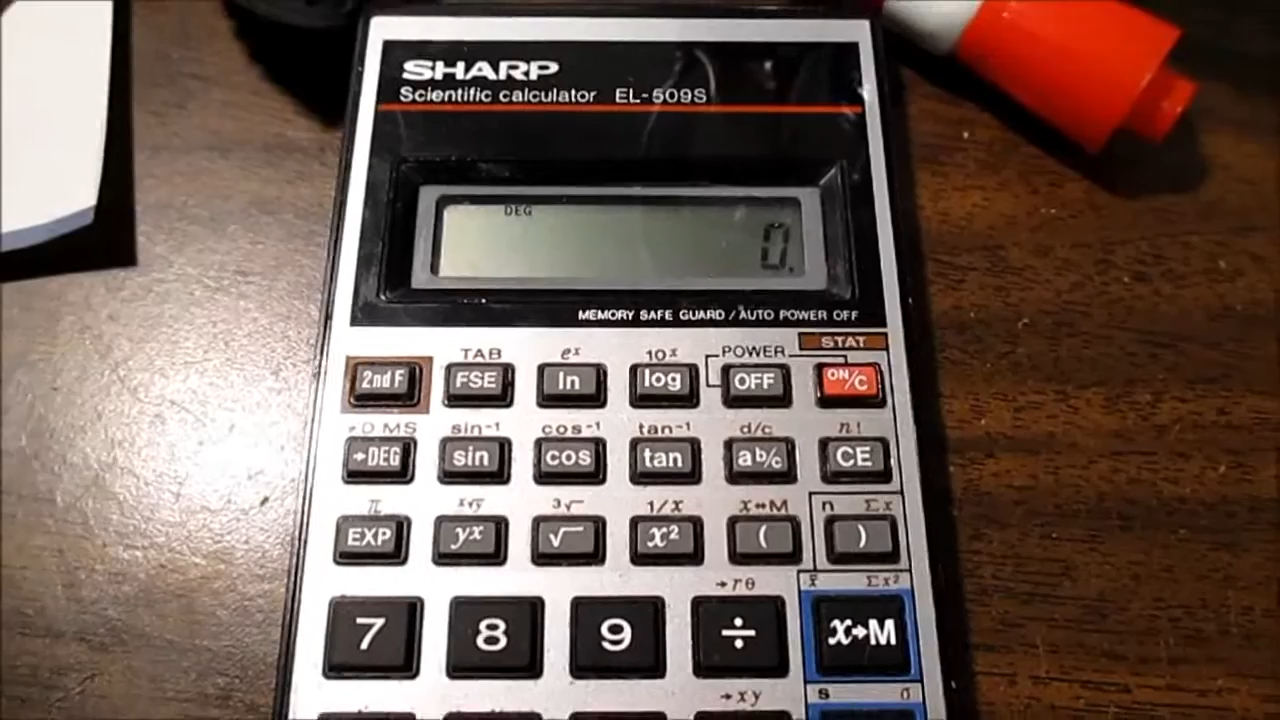 SHARP
Scientific calculator EL-509S
DEG
0.
MEMORY SAFE GUARD / AUTO POWER OFF
STAT
TAB eˣ 10ˣ POWER
2ndF FSE ln log OFF ON/C
→D MS sin⁻¹ cos⁻¹ tan⁻¹ d/c n!
→DEG sin cos tan ab/c CE
π ˣ√y ³√ 1/x x↔M n Σx
EXP yˣ √ x² ( )
→rθ x̄ Σx²
7 8 9 ÷ x→M
→xy s σ